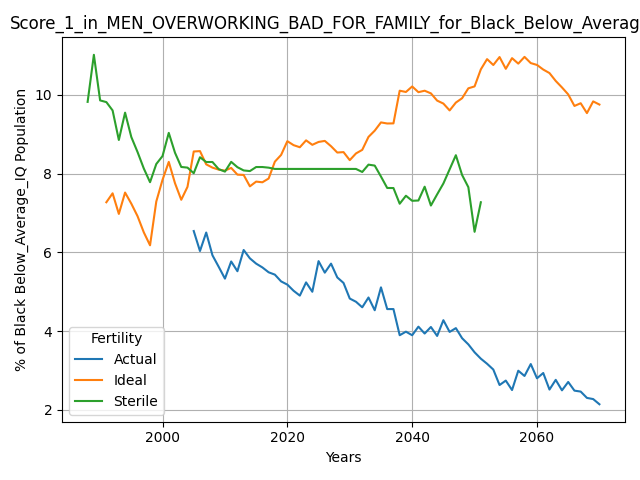 Score_1_in_MEN_OVERWORKING_BAD_FOR_FAMILY_for_Black_Below_Averag
% of Black Below_Average_IQ Population
10
8
6
4
2
Fertility
Actual
Ideal
Sterile
2000 2020 2040 2060
Years